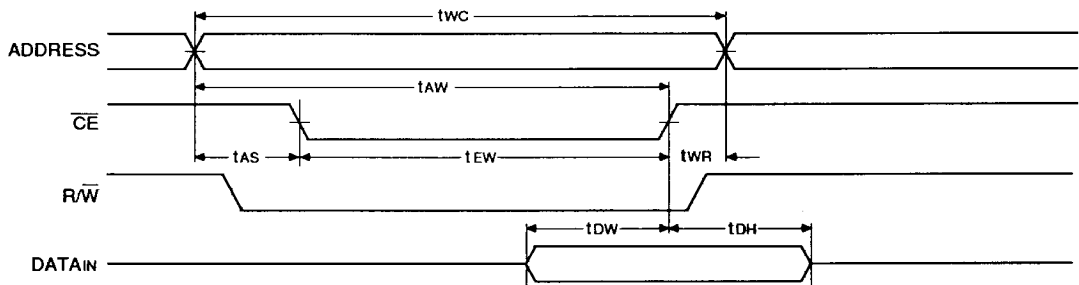 tWC
ADDRESS
tAW
CE
tAS tEW tWR
R/W
tDW tDH
DATAIN